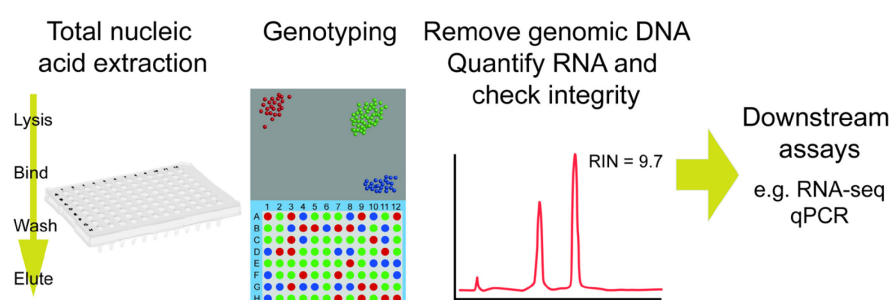 Total nucleic
acid extraction
Lysis
Bind
Wash
Elute
Genotyping
1 2 3 4 5 6 7 8 9 10 11 12
A
B
C
D
E
F
G
H
Remove genomic DNA
Quantify RNA and
check integrity
RIN = 9.7
Downstream
assays
e.g. RNA-seq
qPCR